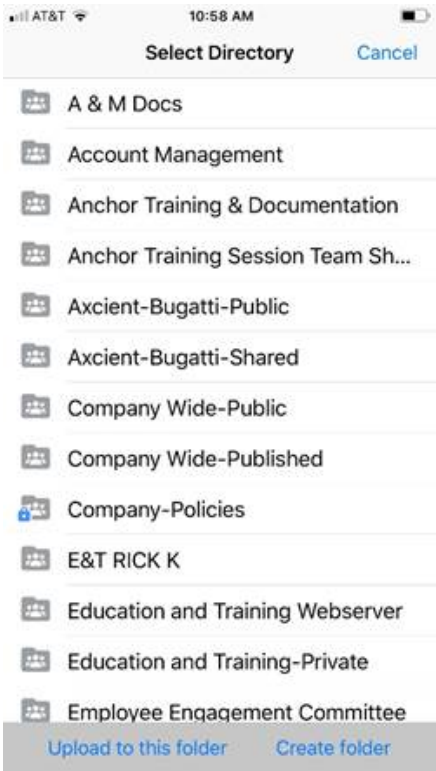 AT&T 10:58 AM
Select Directory Cancel
A & M Docs
Account Management
Anchor Training & Documentation
Anchor Training Session Team Sh...
Axcient-Bugatti-Public
Axcient-Bugatti-Shared
Company Wide-Public
Company Wide-Published
Company-Policies
E&T RICK K
Education and Training Webserver
Education and Training-Private
Employee Engagement Committee
Upload to this folder Create folder